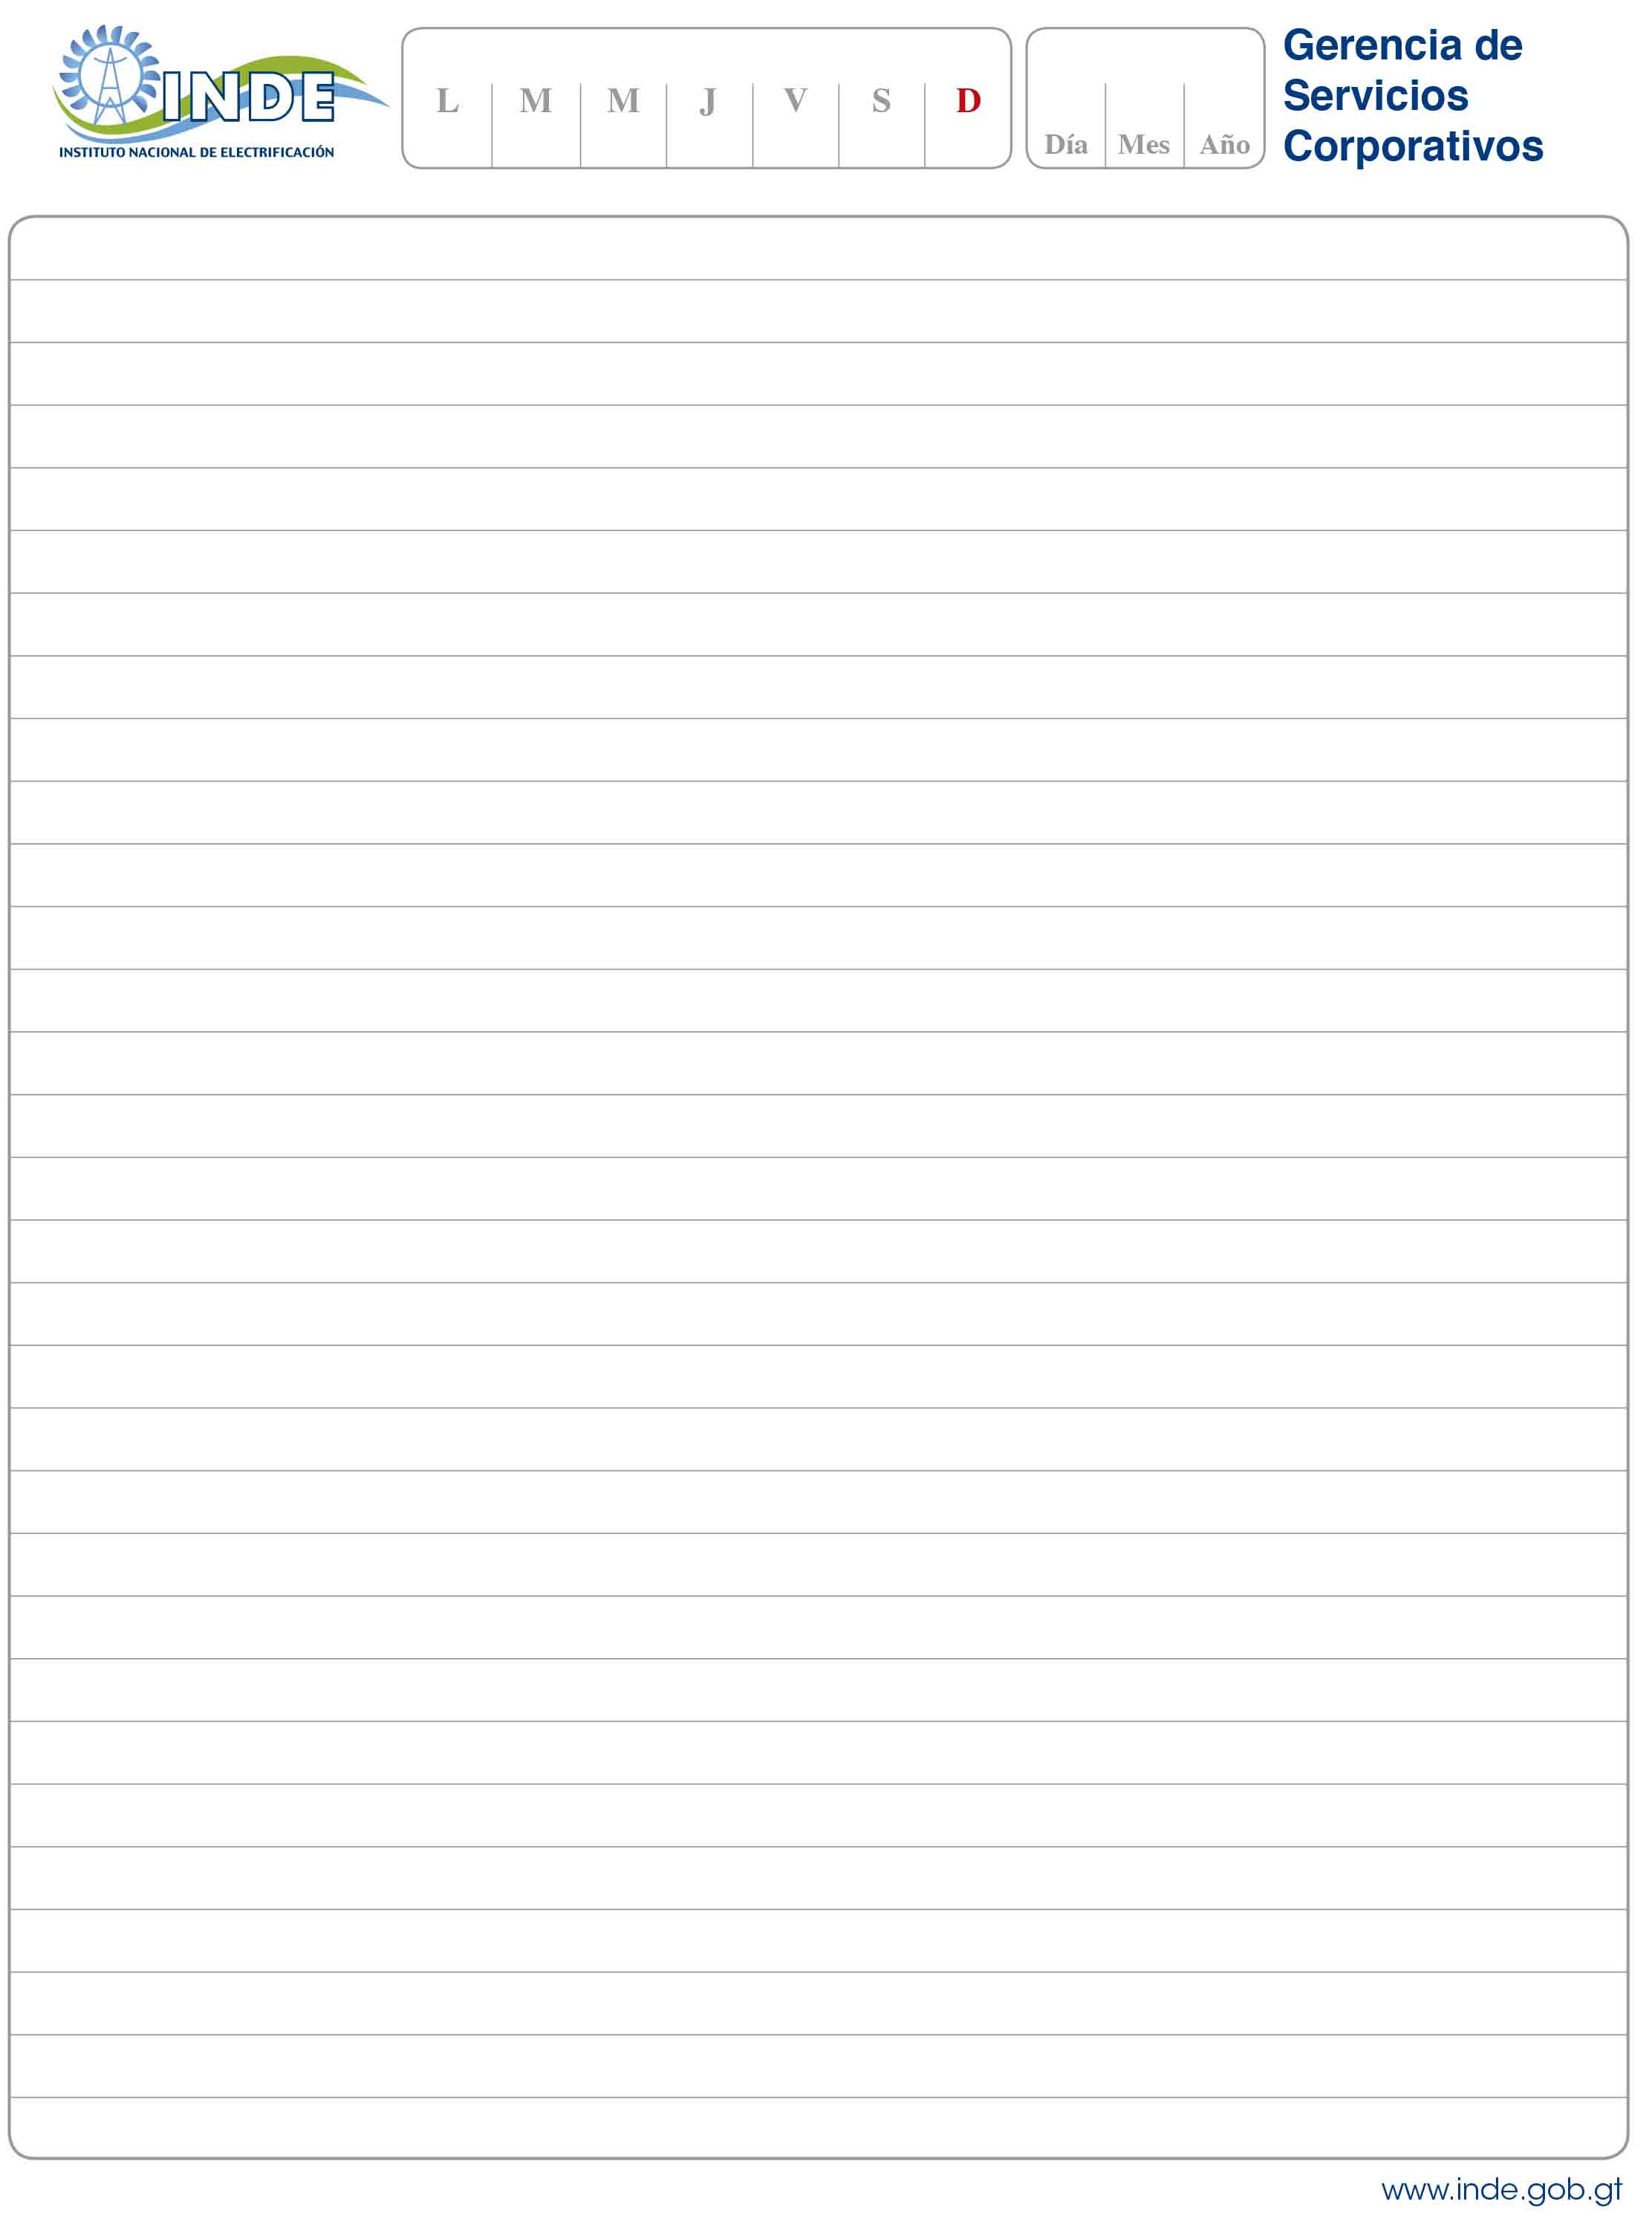 INDE
INSTITUTO NACIONAL DE ELECTRIFICACIÓN
L M M J V S D
Día Mes Año
Gerencia de
Servicios
Corporativos
www.inde.gob.gt